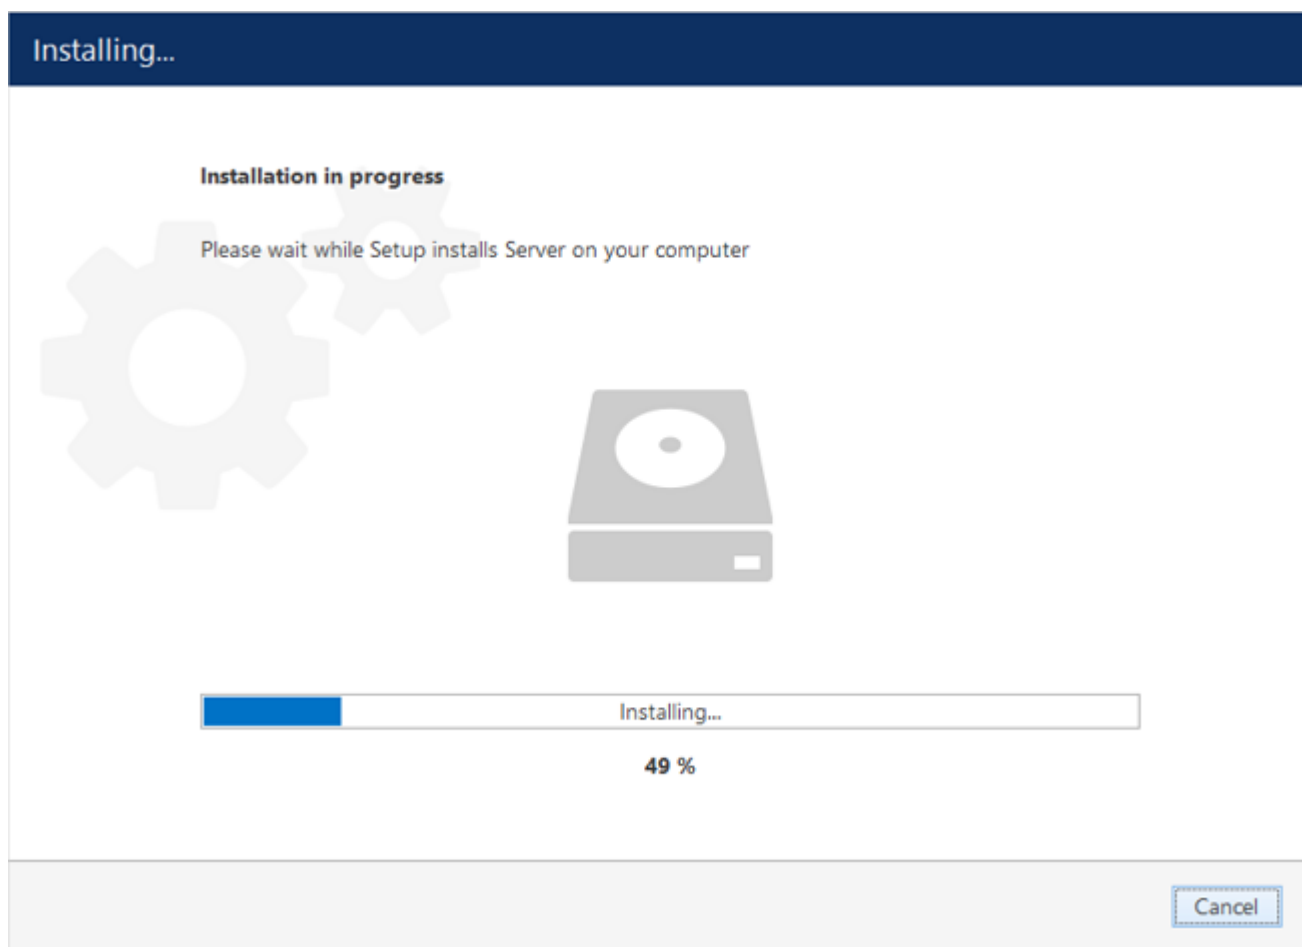 Installing...
Installation in progress
Please wait while Setup installs Server on your computer
Installing...
49 %
Cancel